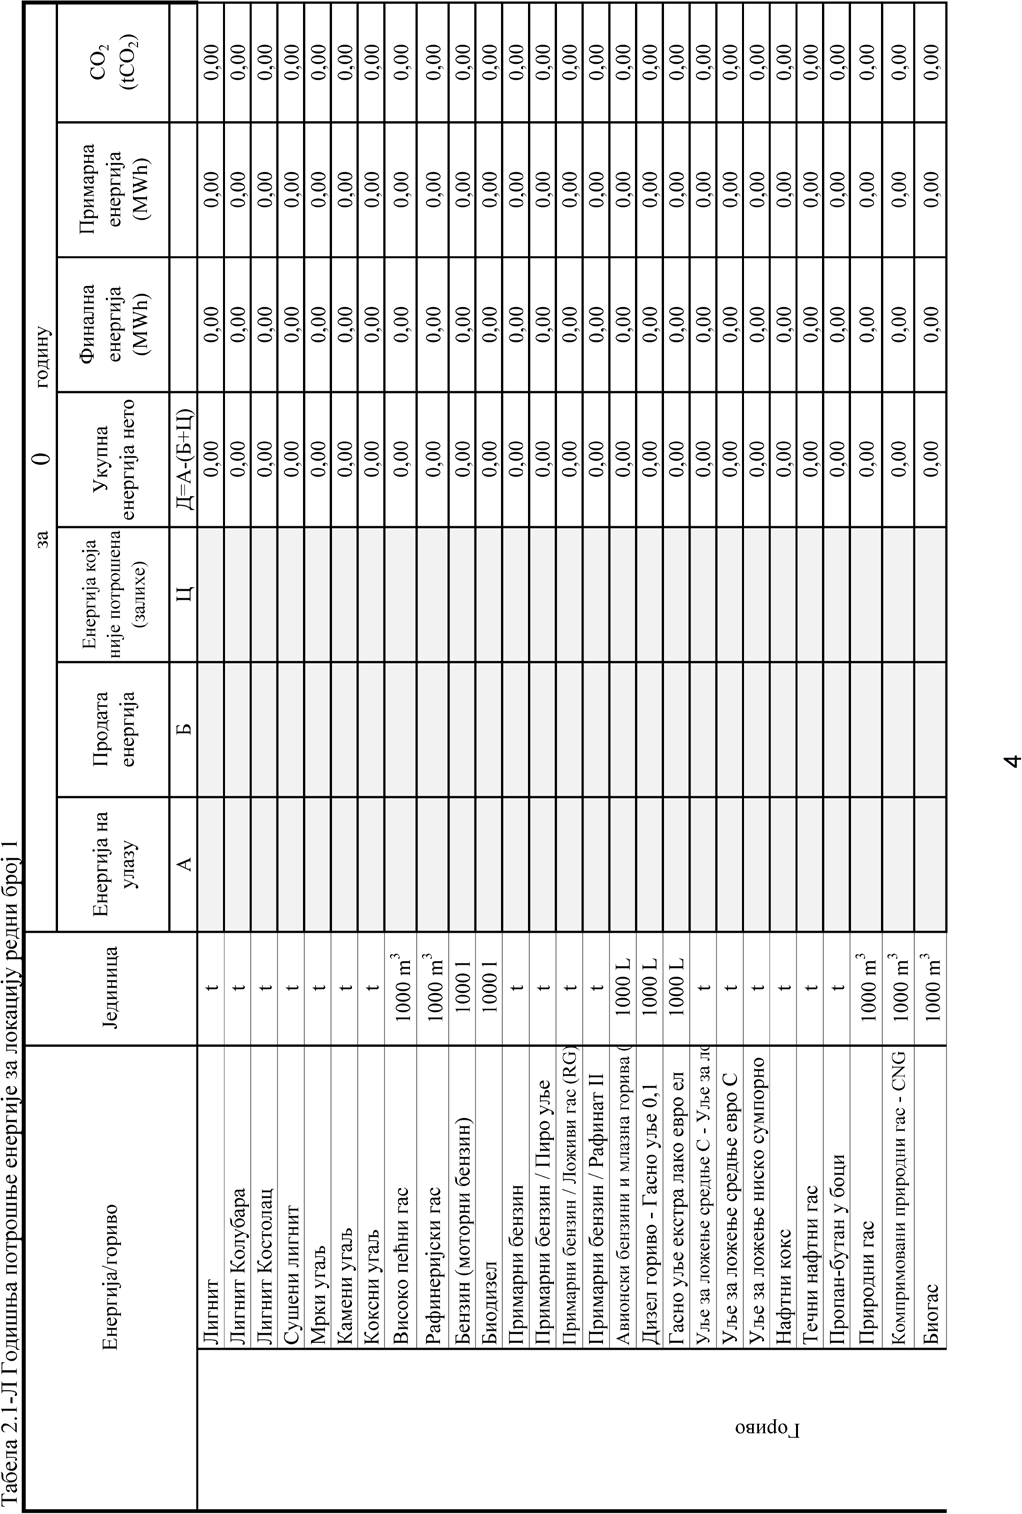 Табела 2.1-Л Годишња потрошње енергије за локацију редни број 1
за 0 годину
Енергија/гориво Јединица Енергија на улазу Продата енергија Енергија која није потрошена (залихе) Укупна енергија нето Финална енергија (MWh) Примарна енергија (MWh) CO₂ (tCO₂)
А Б Ц Д=А-(Б+Ц)
Гориво
Лигнит t 0,00 0,00 0,00 0,00
Лигнит Колубара t 0,00 0,00 0,00 0,00
Лигнит Костолац t 0,00 0,00 0,00 0,00
Сушени лигнит t 0,00 0,00 0,00 0,00
Мрки угаљ t 0,00 0,00 0,00 0,00
Камени угаљ t 0,00 0,00 0,00 0,00
Коксни угаљ t 0,00 0,00 0,00 0,00
Високо пећни гас 1000 m³ 0,00 0,00 0,00 0,00
Рафинеријски гас 1000 m³ 0,00 0,00 0,00 0,00
Бензин (моторни бензин) 1000 l 0,00 0,00 0,00 0,00
Биодизел 1000 l 0,00 0,00 0,00 0,00
Примарни бензин t 0,00 0,00 0,00 0,00
Примарни бензин / Пиро уље t 0,00 0,00 0,00 0,00
Примарни бензин / Ложиви гас (RG) t 0,00 0,00 0,00 0,00
Примарни бензин / Рафинат II t 0,00 0,00 0,00 0,00
Авионски бензини и млазна горива ( 1000 L 0,00 0,00 0,00 0,00
Дизел гориво - Гасно уље 0,1 1000 L 0,00 0,00 0,00 0,00
Гасно уље екстра лако евро ел 1000 L 0,00 0,00 0,00 0,00
Уље за ложење средње С - Уље за ло t 0,00 0,00 0,00 0,00
Уље за ложење средње евро С t 0,00 0,00 0,00 0,00
Уље за ложење ниско сумпорно t 0,00 0,00 0,00 0,00
Нафтни кокс t 0,00 0,00 0,00 0,00
Течни нафтни гас t 0,00 0,00 0,00 0,00
Пропан-бутан у боци t 0,00 0,00 0,00 0,00
Природни гас 1000 m³ 0,00 0,00 0,00 0,00
Компримовани природни гас - CNG 1000 m³ 0,00 0,00 0,00 0,00
Биогас 1000 m³ 0,00 0,00 0,00 0,00
4